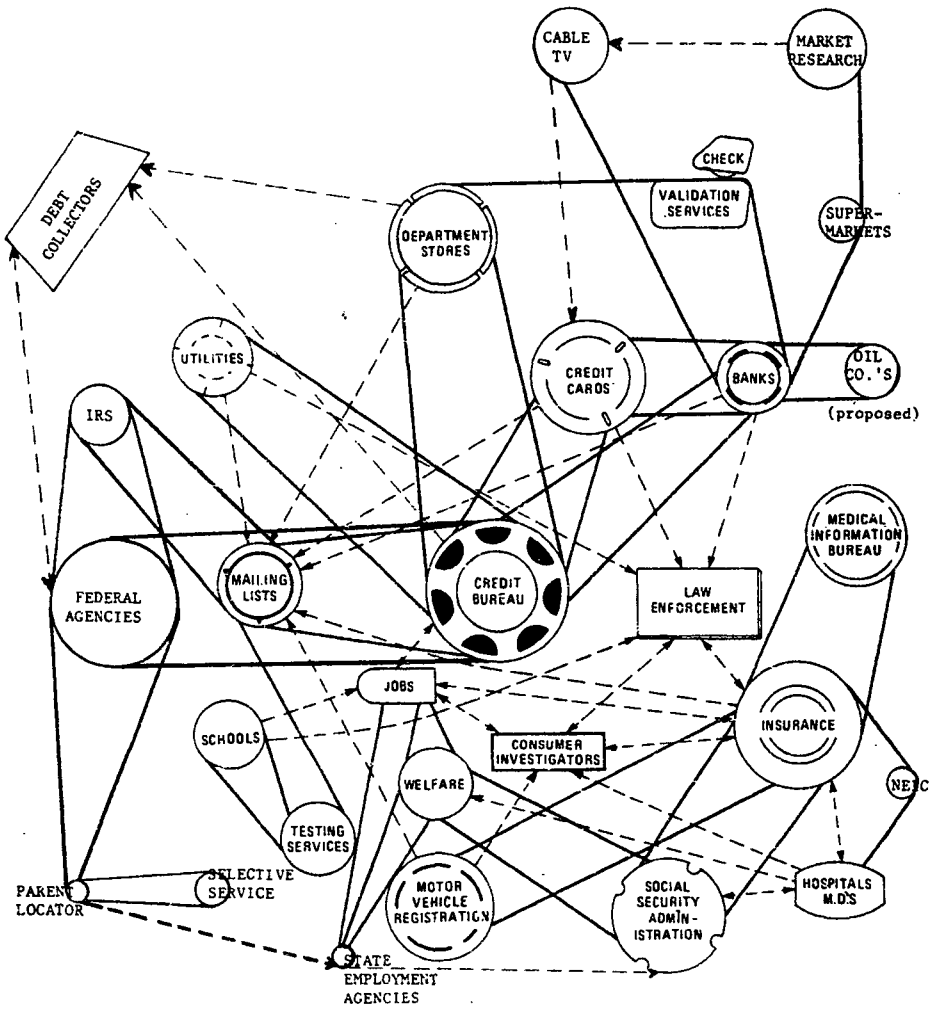 CABLE
TV
MARKET
RESEARCH
CHECK
VALIDATION
SERVICES
DEBT
COLLECTORS
DEPARTMENT
STORES
SUPER-
MARKETS
UTILITIES
CREDIT
CARDS
BANKS
OIL
CO.'S
(proposed)
IRS
MEDICAL
INFORMATION
BUREAU
FEDERAL
AGENCIES
MAILING
LISTS
CREDIT
BUREAU
LAW
ENFORCEMENT
JOBS
SCHOOLS
CONSUMER
INVESTIGATORS
INSURANCE
WELFARE
NEIC
TESTING
SERVICES
PARENT
LOCATOR
SELECTIVE
SERVICE
MOTOR
VEHICLE
REGISTRATION
SOCIAL
SECURITY
ADMIN-
ISTRATION
HOSPITALS
M.D.S
STATE
EMPLOYMENT
AGENCIES